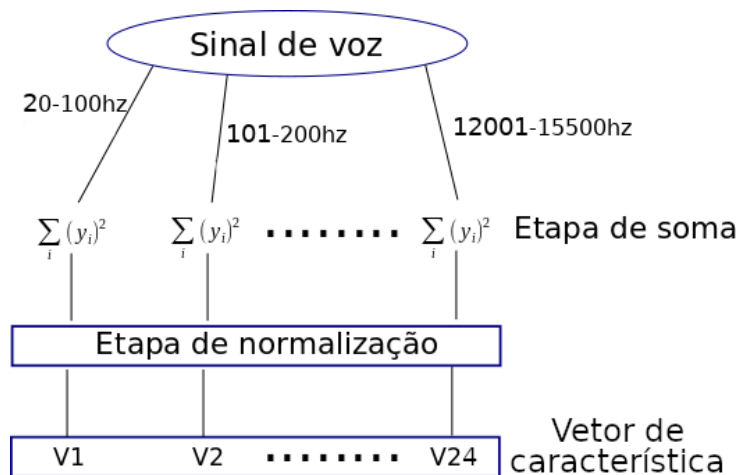 Sinal de voz
20-100hz
101-200hz
12001-15500hz
∑ᵢ (yᵢ)² ∑ᵢ (yᵢ)² ........ ∑ᵢ (yᵢ)² Etapa de soma
Etapa de normalização
V1 V2 ........ V24
Vetor de
característica